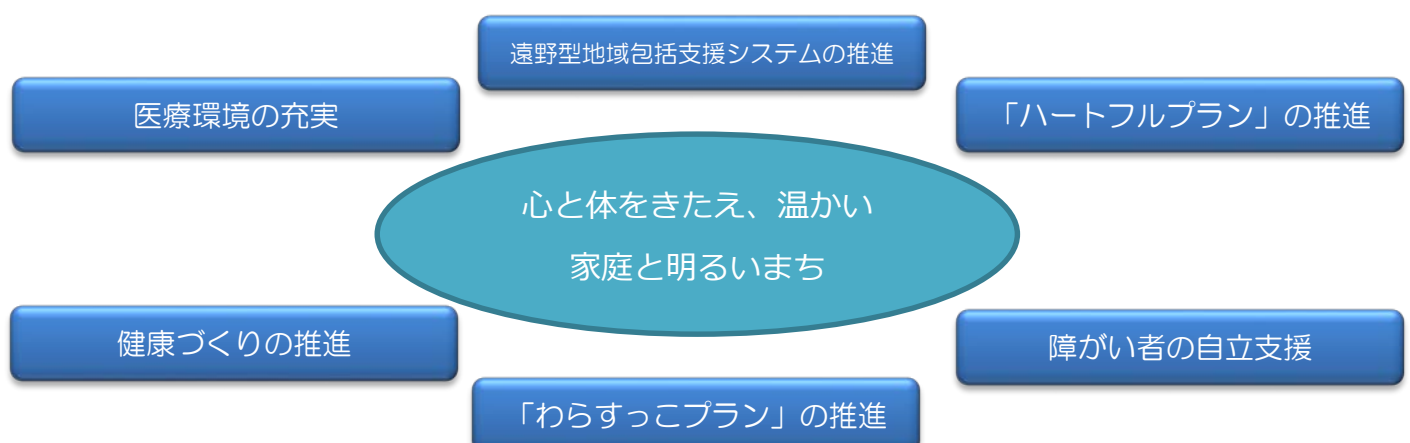 遠野型地域包括支援システムの推進
医療環境の充実
「ハートフルプラン」の推進
心と体をきたえ、温かい
家庭と明るいまち
健康づくりの推進
障がい者の自立支援
「わらすっこプラン」の推進